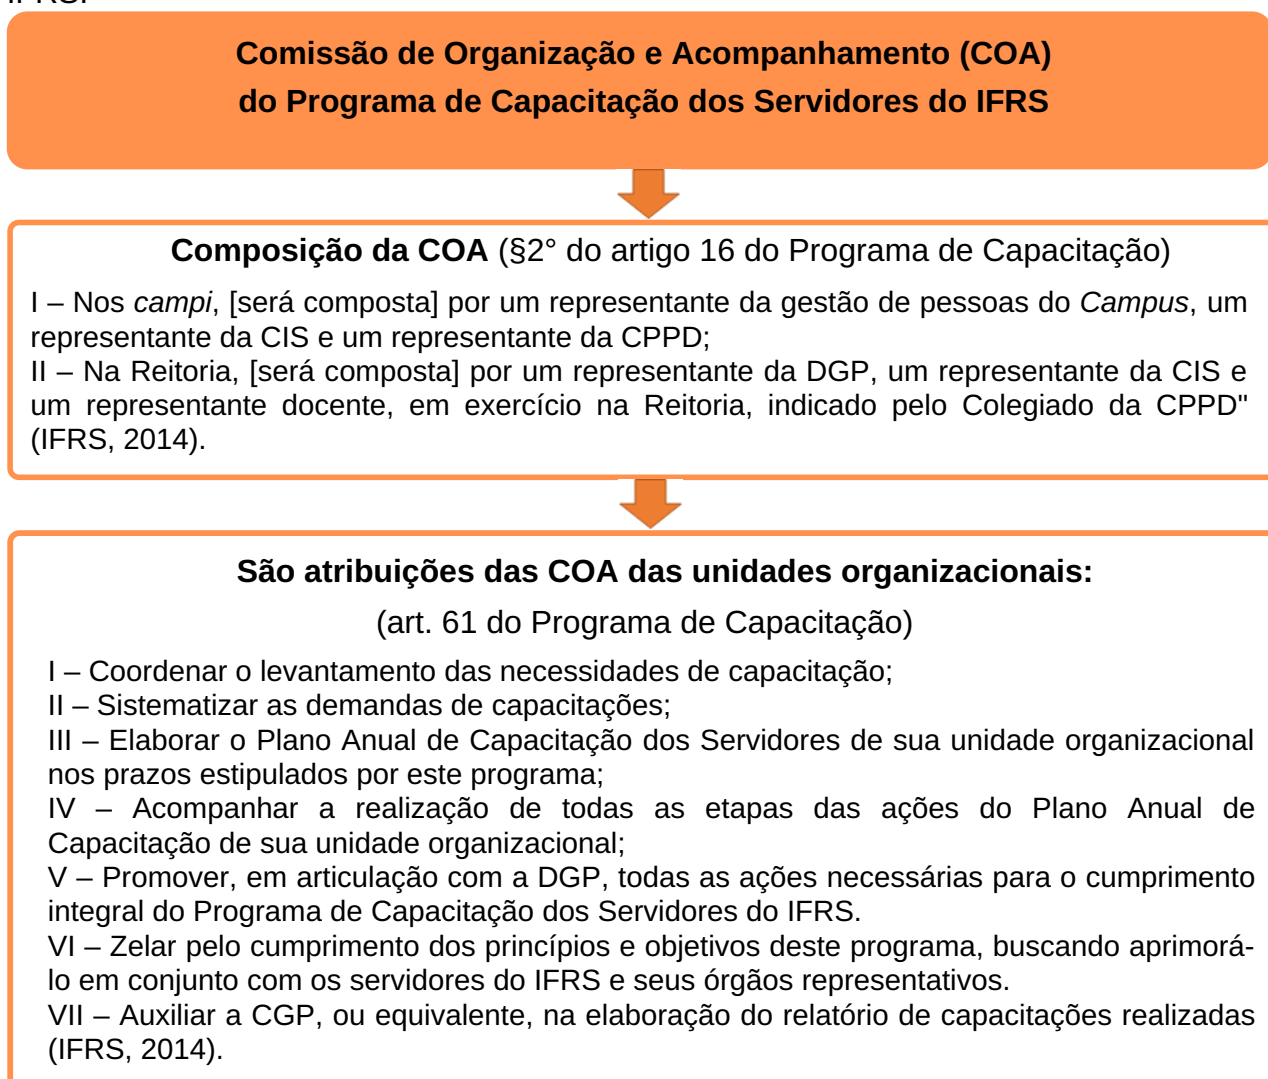 IFRS.
Comissão de Organização e Acompanhamento (COA)
do Programa de Capacitação dos Servidores do IFRS
Composição da COA (§2° do artigo 16 do Programa de Capacitação)
I – Nos campi, [será composta] por um representante da gestão de pessoas do Campus, um
representante da CIS e um representante da CPPD;
II – Na Reitoria, [será composta] por um representante da DGP, um representante da CIS e
um representante docente, em exercício na Reitoria, indicado pelo Colegiado da CPPD"
(IFRS, 2014).
São atribuições das COA das unidades organizacionais:
(art. 61 do Programa de Capacitação)
I – Coordenar o levantamento das necessidades de capacitação;
II – Sistematizar as demandas de capacitações;
III – Elaborar o Plano Anual de Capacitação dos Servidores de sua unidade organizacional
nos prazos estipulados por este programa;
IV – Acompanhar a realização de todas as etapas das ações do Plano Anual de
Capacitação de sua unidade organizacional;
V – Promover, em articulação com a DGP, todas as ações necessárias para o cumprimento
integral do Programa de Capacitação dos Servidores do IFRS.
VI – Zelar pelo cumprimento dos princípios e objetivos deste programa, buscando aprimorá-
lo em conjunto com os servidores do IFRS e seus órgãos representativos.
VII – Auxiliar a CGP, ou equivalente, na elaboração do relatório de capacitações realizadas
(IFRS, 2014).